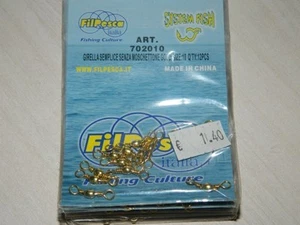 FilPesca
Italia
Fishing Culture
SYSTEM FISH
ART.
702010
GIRELLA SEMPLICE SENZA MOSCHETTONE
WWW.FILPESCA.IT
MADE IN CHINA
FilPesca
italia
Fishing Culture
€ 1,40